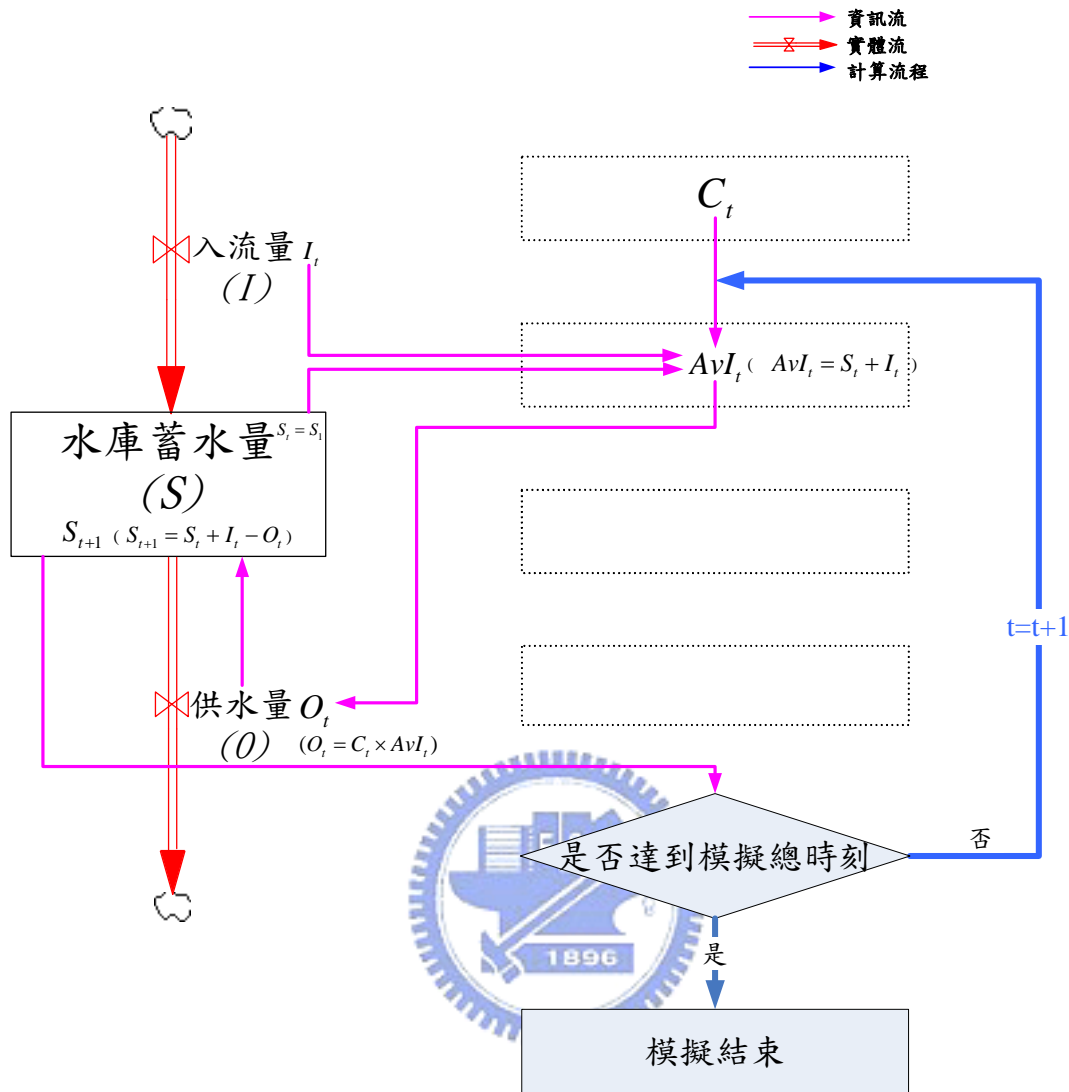 資訊流
實體流
計算流程
C_t
入流量 I_t
(I)
AvI_t ( AvI_t = S_t + I_t )
水庫蓄水量 S_t = S_1
(S)
S_{t+1} ( S_{t+1} = S_t + I_t - O_t )
t=t+1
供水量 O_t
(O) (O_t = C_t × AvI_t)
是否達到模擬總時刻
否
是
1896
模擬結束